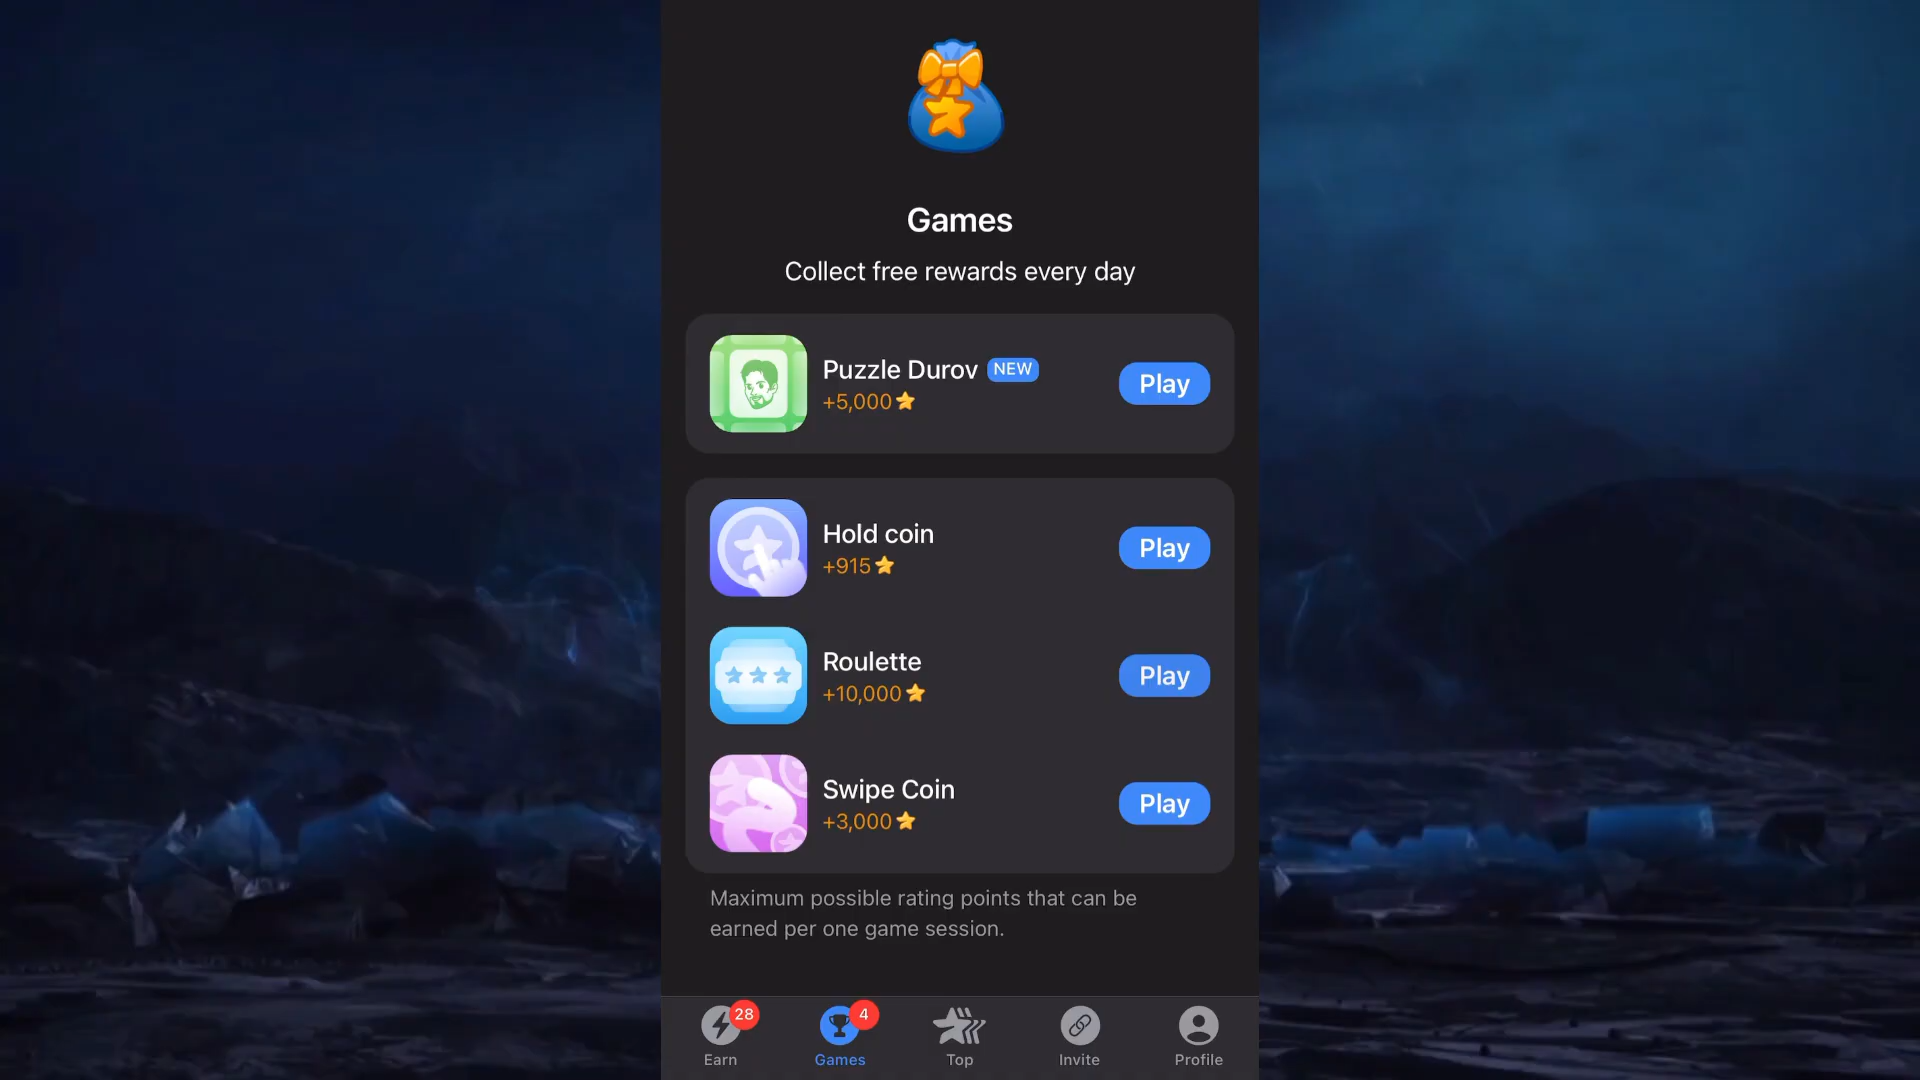 Games
Collect free rewards every day
Puzzle Durov NEW
+5,000
Play
Hold coin
+915
Play
Roulette
+10,000
Play
Swipe Coin
+3,000
Play
Maximum possible rating points that can be
earned per one game session.
28
4
Earn
Games
Top
Invite
Profile